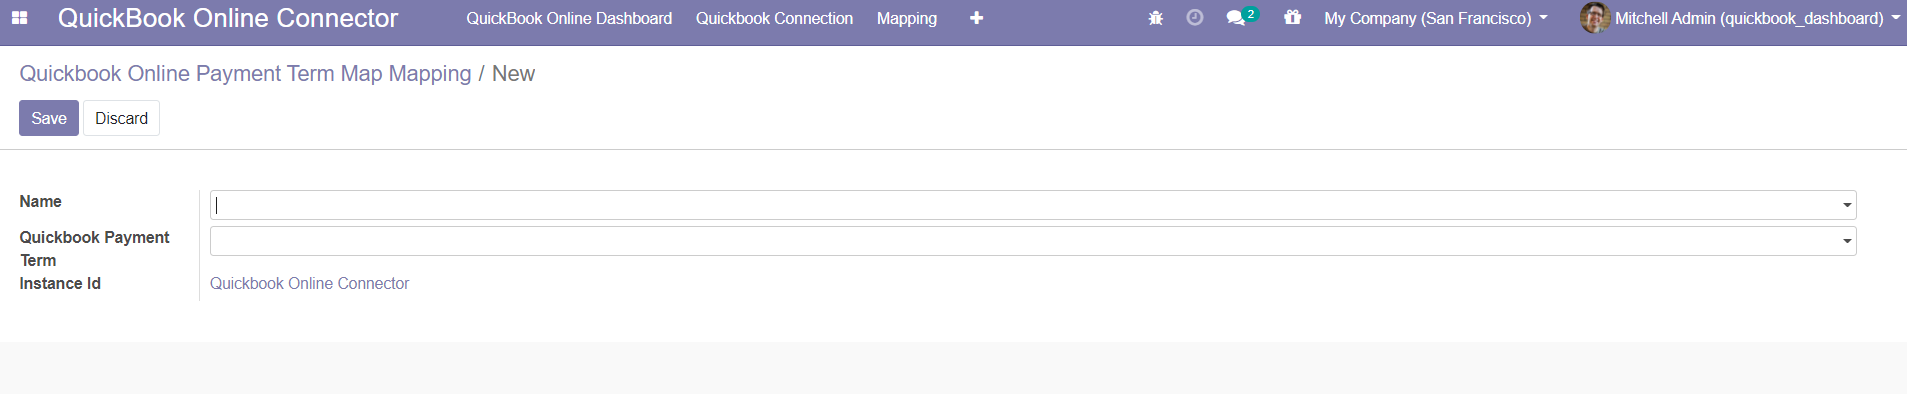 QuickBook Online Connector QuickBook Online Dashboard Quickbook Connection Mapping 2 My Company (San Francisco) Mitchell Admin (quickbook_dashboard)
Quickbook Online Payment Term Map Mapping / New
Save Discard
Name
Quickbook Payment
Term
Instance Id Quickbook Online Connector